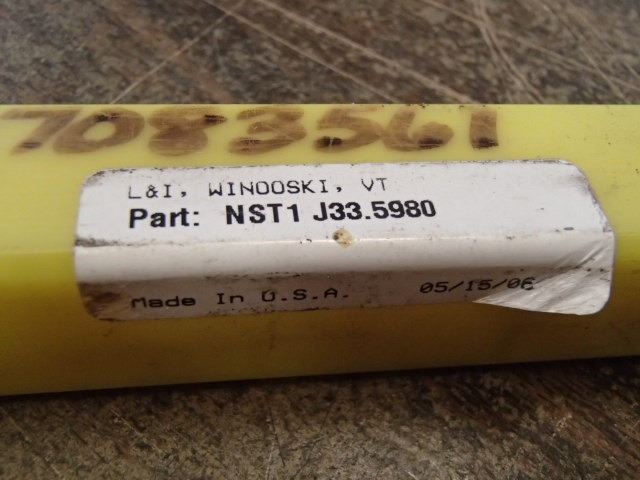 7083561
L&I, WINOOSKI, VT
Part: NST1 J33.5980
Made In U.S.A. 05/15/06